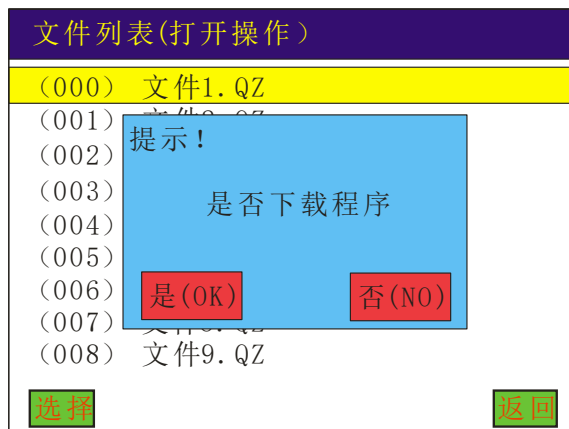 文件列表(打开操作）
（000） 文件1.QZ
（001）
（002）
（003）
（004）
（005）
（006）
（007）
（008） 文件9.QZ
提示！
是否下载程序
是(OK) 否(NO)
选择 返回